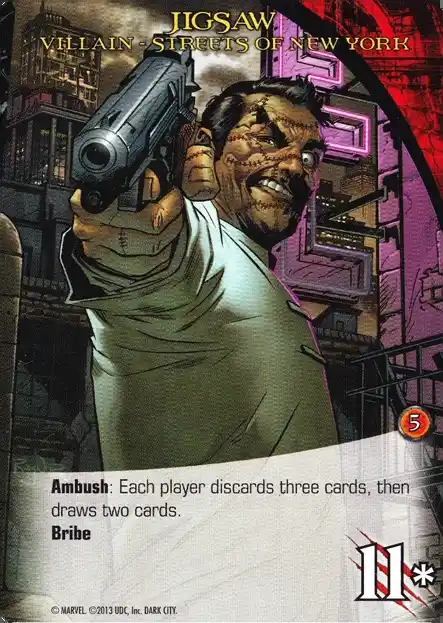 JIGSAW
VILLAIN - STREETS OF NEW YORK
5
Ambush: Each player discards three cards, then
draws two cards.
Bribe
11*
© MARVEL. ©2013 UDC, Inc. DARK CITY.